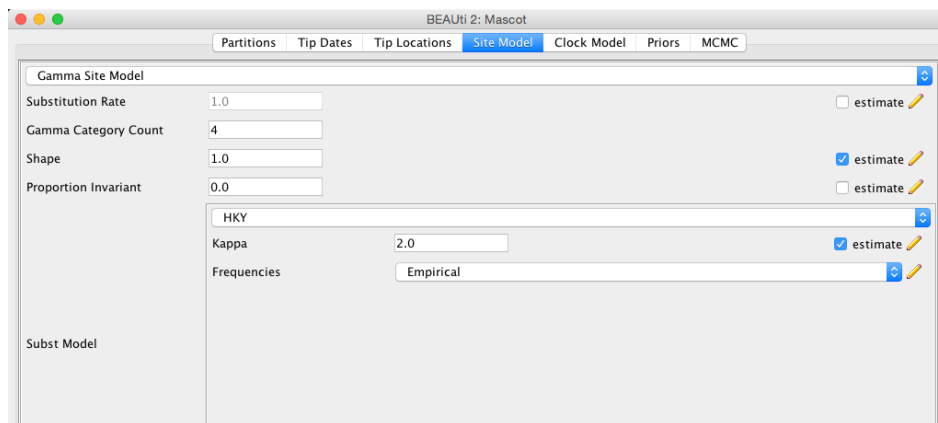 BEAUti 2: Mascot
Partitions Tip Dates Tip Locations Site Model Clock Model Priors MCMC
Gamma Site Model
Substitution Rate 1.0 estimate
Gamma Category Count 4
Shape 1.0 estimate
Proportion Invariant 0.0 estimate
HKY
Kappa 2.0 estimate
Frequencies Empirical
Subst Model